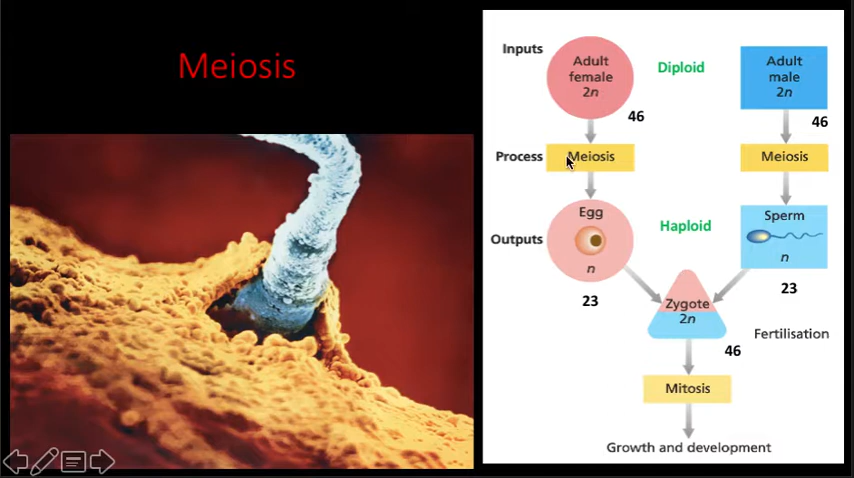 Meiosis
Inputs
Adult
female
2n
46
Diploid
Adult
male
2n
46
Process
Meiosis
Meiosis
Outputs
Egg
n
23
Haploid
Sperm
n
23
Zygote
2n
46
Fertilisation
Mitosis
Growth and development